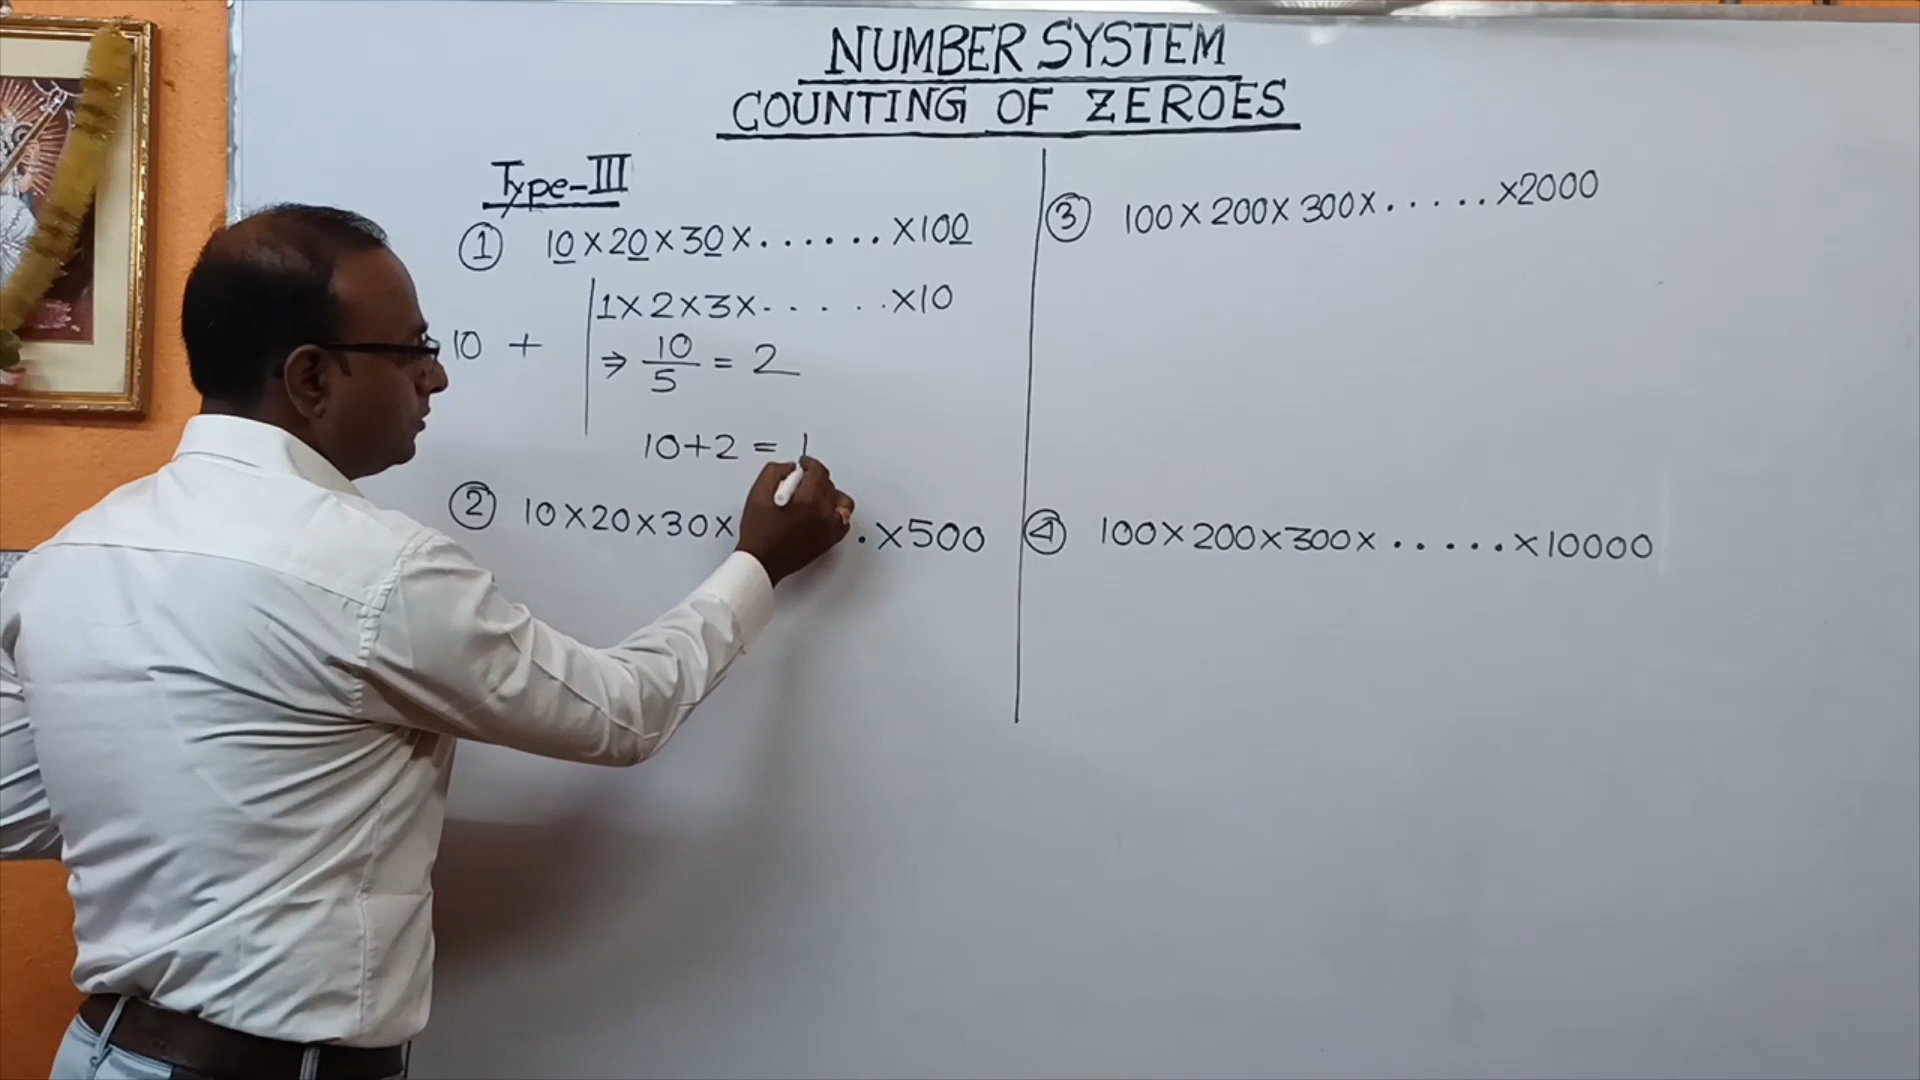 NUMBER SYSTEM
COUNTING OF ZEROES
Type-III
① 10×20×30×......×100
1×2×3×.....×10
10 +
⇒ 10/5 = 2
10+2 = 1
② 10×20×30× .×500
③ 100×200×300×.....×2000
④ 100×200×300×.....×10000